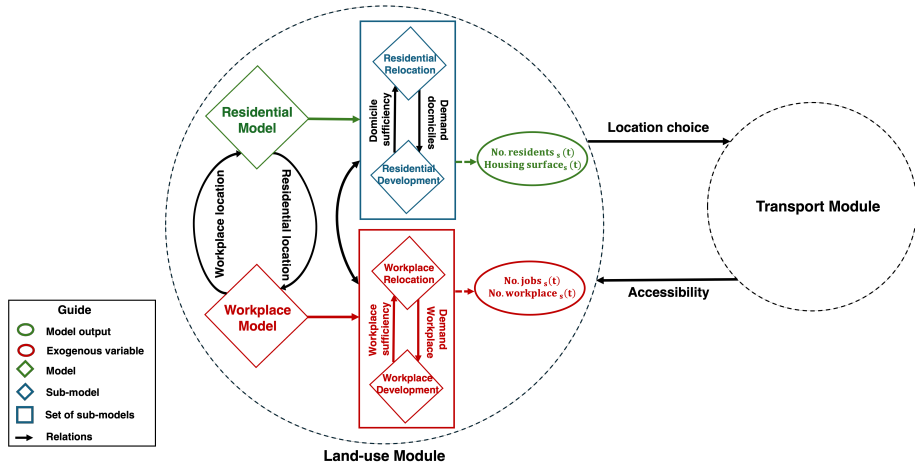 Residential
Relocation
Domicile
sufficiency
Demand
docmiciles
Residential
Development
Residential
Model
No. residents s (t)
Housing surface s (t)
Location choice
Transport Module
Accessibility
Workplace location
Residential location
Workplace
Model
Workplace
Relocation
Workplace
sufficiency
Demand
Workplace
Workplace
Development
No. jobs s (t)
No. workplace s (t)
Guide
Model output
Exogenous variable
Model
Sub-model
Set of sub-models
Relations
Land-use Module